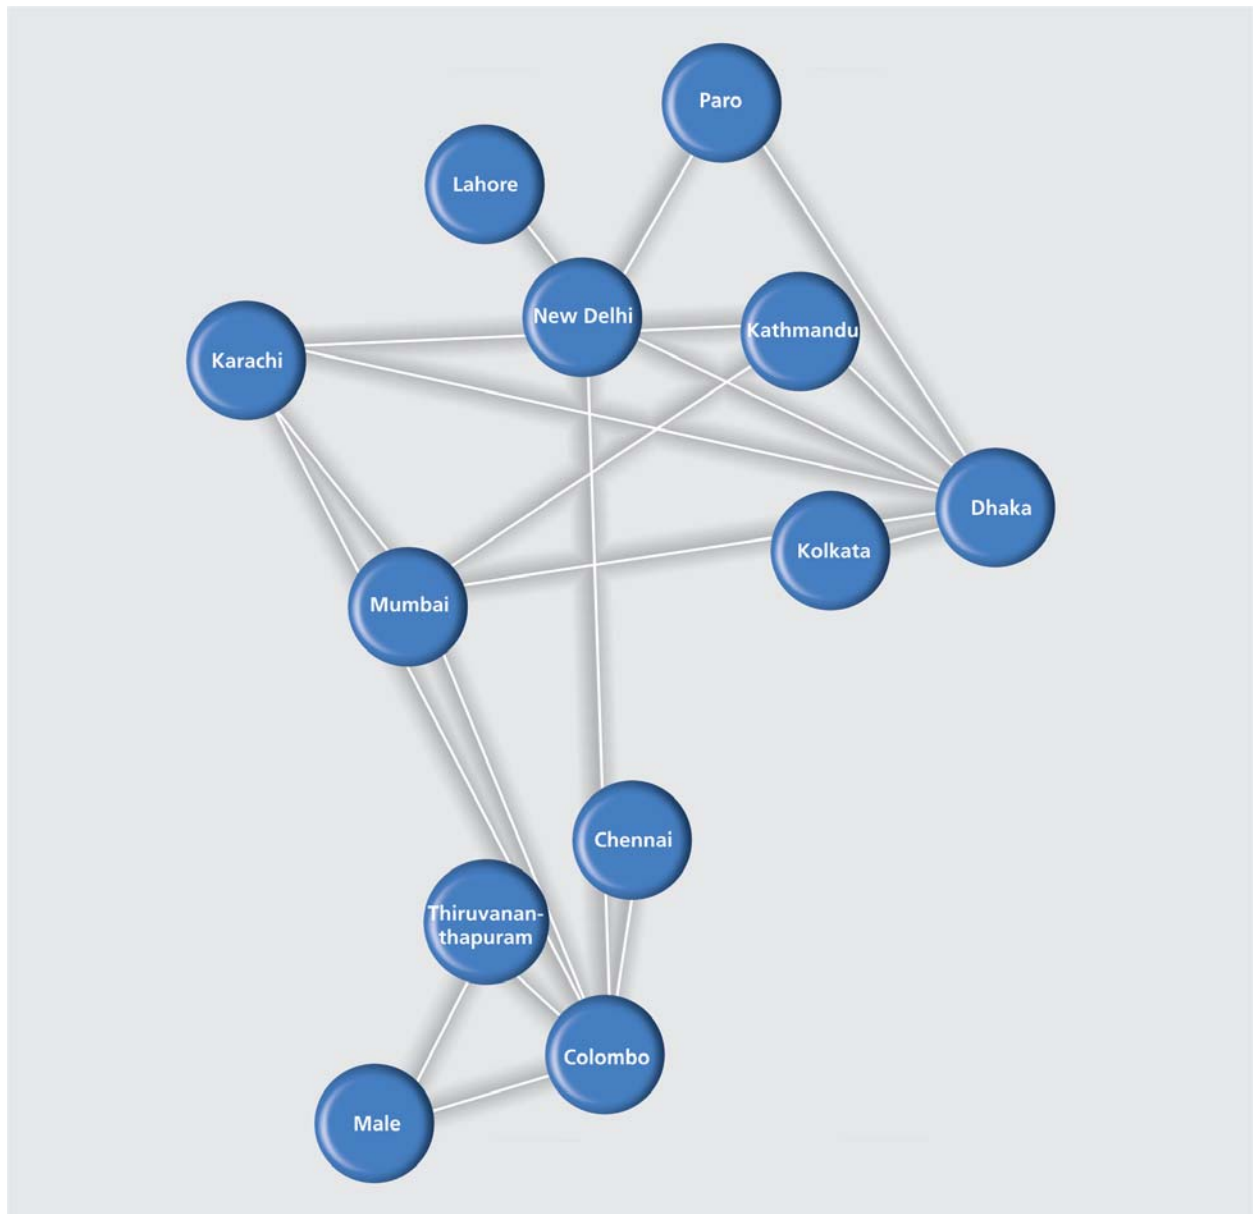 Paro
Lahore
New Delhi
Kathmandu
Karachi
Dhaka
Kolkata
Mumbai
Chennai
Thiruvanan-
thapuram
Colombo
Male